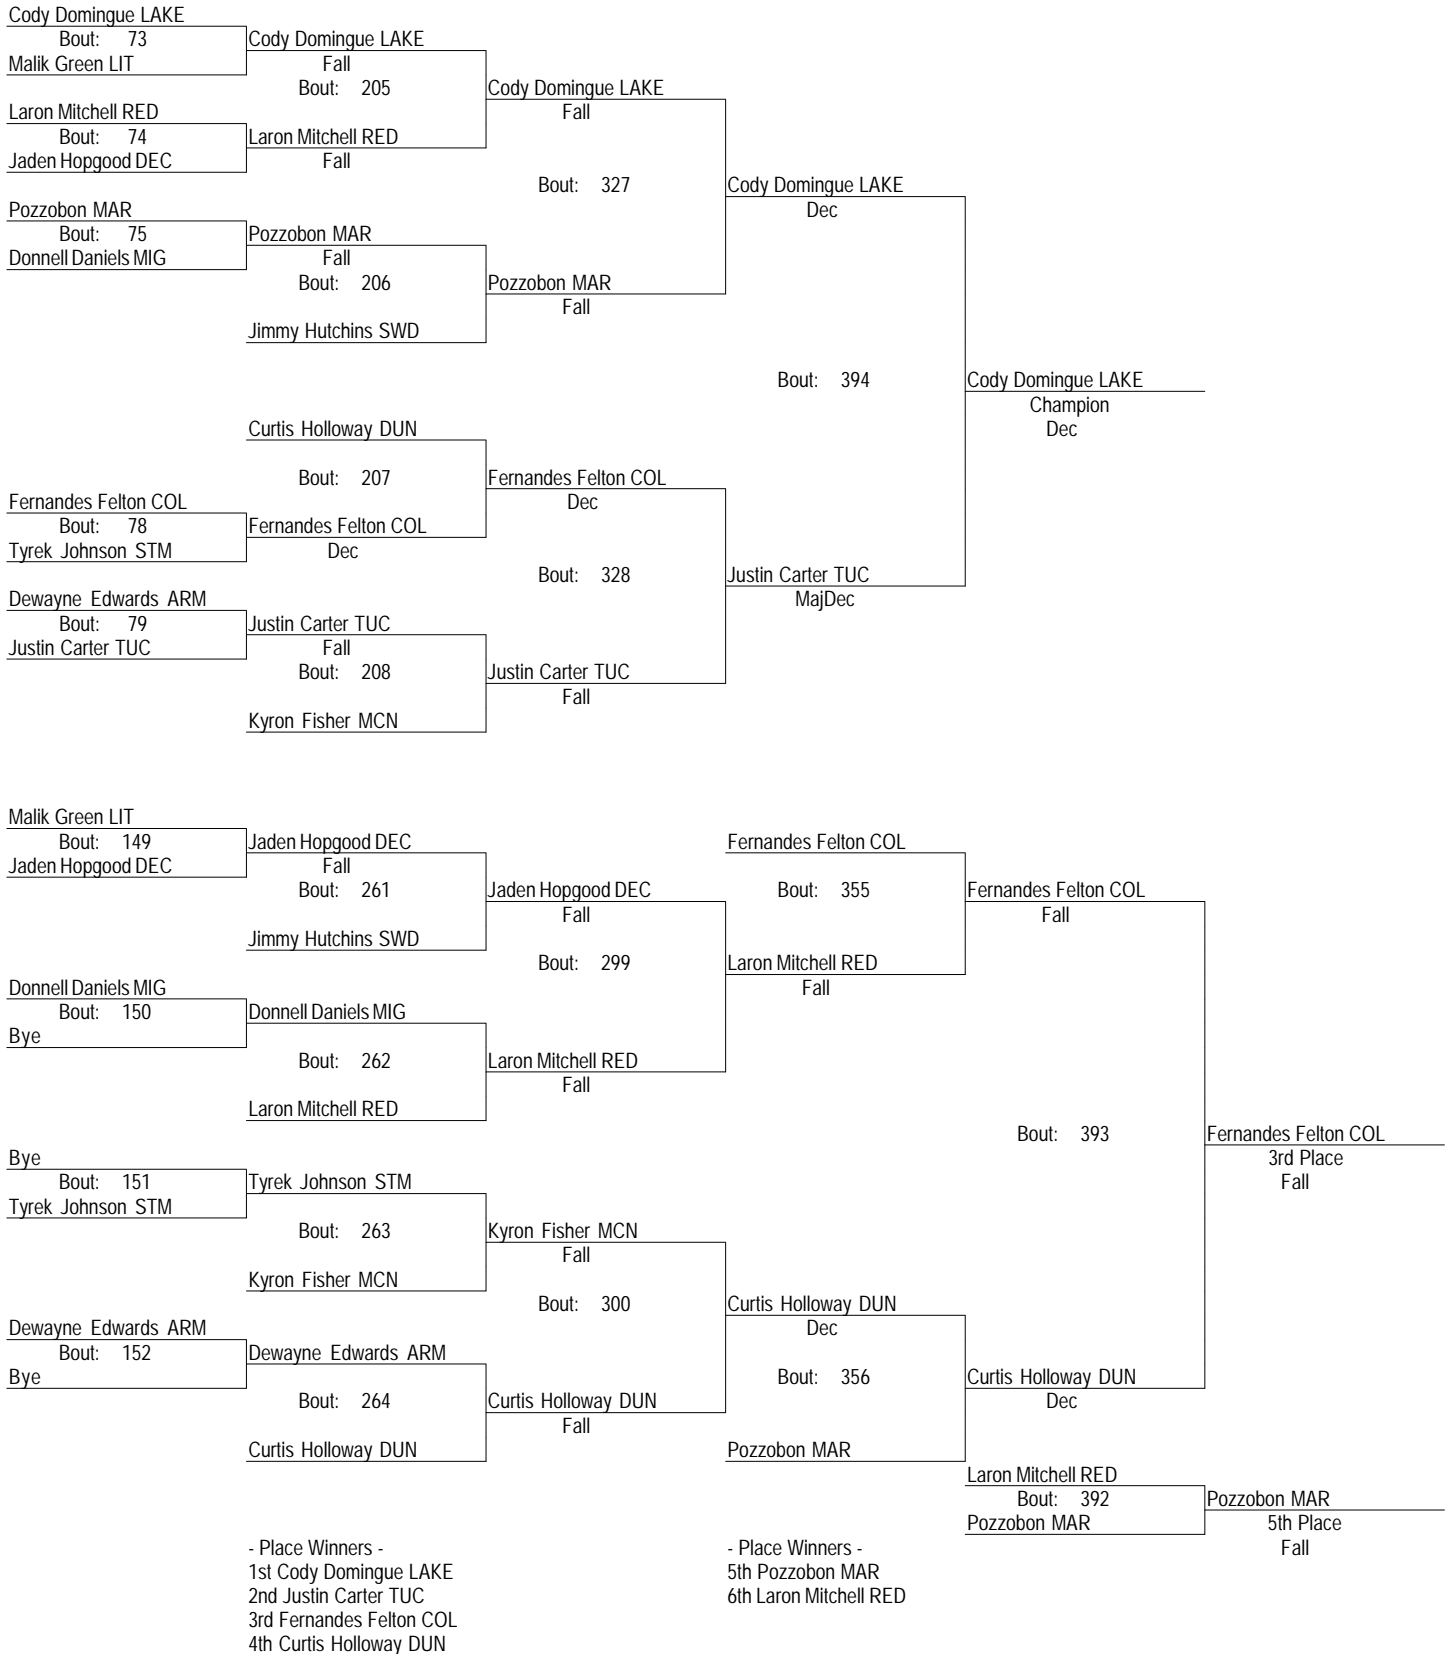 Cody Domingue LAKE
Bout: 73
Malik Green LIT
Laron Mitchell RED
Bout: 74
Jaden Hopgood DEC
Pozzobon MAR
Bout: 75
Donnell Daniels MIG
Fernandes Felton COL
Bout: 78
Tyrek Johnson STM
Dewayne Edwards ARM
Bout: 79
Justin Carter TUC
Cody Domingue LAKE
Fall
Bout: 205
Laron Mitchell RED
Fall
Pozzobon MAR
Fall
Bout: 206
Jimmy Hutchins SWD
Curtis Holloway DUN
Bout: 207
Fernandes Felton COL
Dec
Justin Carter TUC
Fall
Bout: 208
Kyron Fisher MCN
Cody Domingue LAKE
Fall
Bout: 327
Pozzobon MAR
Fall
Fernandes Felton COL
Dec
Bout: 328
Justin Carter TUC
Fall
Cody Domingue LAKE
Dec
Bout: 394
Justin Carter TUC
MajDec
Cody Domingue LAKE
Champion
Dec
Malik Green LIT
Bout: 149
Jaden Hopgood DEC
Donnell Daniels MIG
Bout: 150
Bye
Bye
Bout: 151
Tyrek Johnson STM
Dewayne Edwards ARM
Bout: 152
Bye
Jaden Hopgood DEC
Fall
Bout: 261
Jimmy Hutchins SWD
Donnell Daniels MIG
Bout: 262
Laron Mitchell RED
Tyrek Johnson STM
Bout: 263
Kyron Fisher MCN
Dewayne Edwards ARM
Bout: 264
Curtis Holloway DUN
Jaden Hopgood DEC
Fall
Bout: 299
Laron Mitchell RED
Fall
Kyron Fisher MCN
Fall
Bout: 300
Curtis Holloway DUN
Fall
Fernandes Felton COL
Bout: 355
Laron Mitchell RED
Fall
Curtis Holloway DUN
Dec
Bout: 356
Pozzobon MAR
Fernandes Felton COL
Fall
Bout: 393
Curtis Holloway DUN
Dec
Fernandes Felton COL
3rd Place
Fall
Laron Mitchell RED
Bout: 392
Pozzobon MAR
Pozzobon MAR
5th Place
Fall
- Place Winners -
1st Cody Domingue LAKE
2nd Justin Carter TUC
3rd Fernandes Felton COL
4th Curtis Holloway DUN
- Place Winners -
5th Pozzobon MAR
6th Laron Mitchell RED